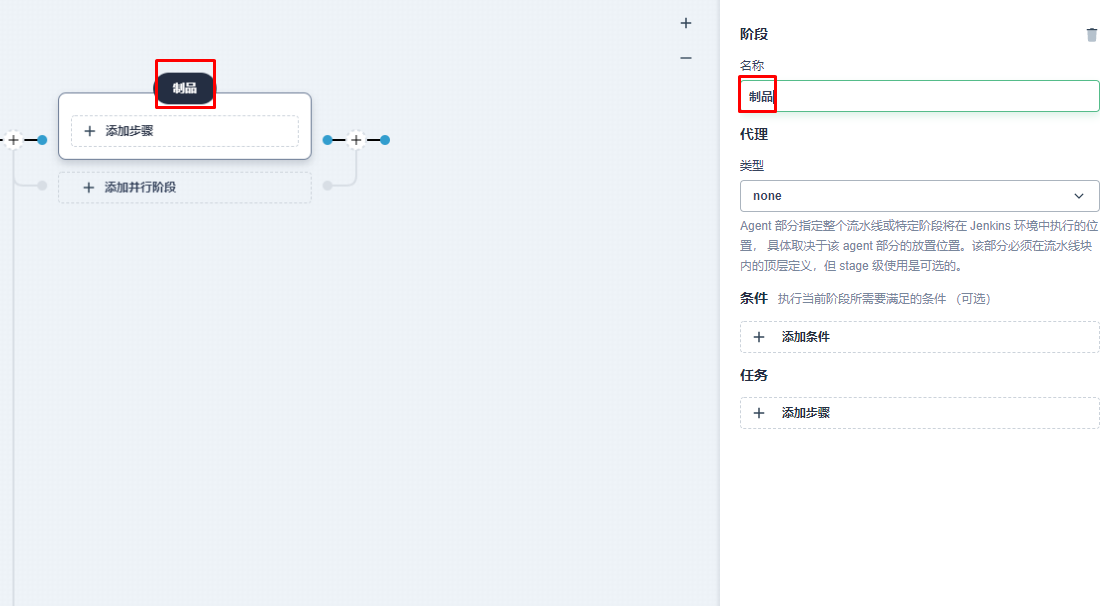 制品
添加步骤
添加并行阶段
阶段
名称
制品
代理
类型
none
Agent 部分指定整个流水线或特定阶段将在 Jenkins 环境中执行的位
置， 具体取决于该 agent 部分的放置位置。该部分必须在流水线块
内的顶层定义，但 stage 级使用是可选的。
条件 执行当前阶段所需要满足的条件 （可选）
添加条件
任务
添加步骤